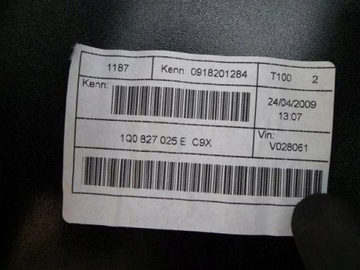 1187 Kenn: 0918201284 T100 2
Kenn:
24/04/2009
13:07
1Q0 827 025 E C9X
Vin:
V028061